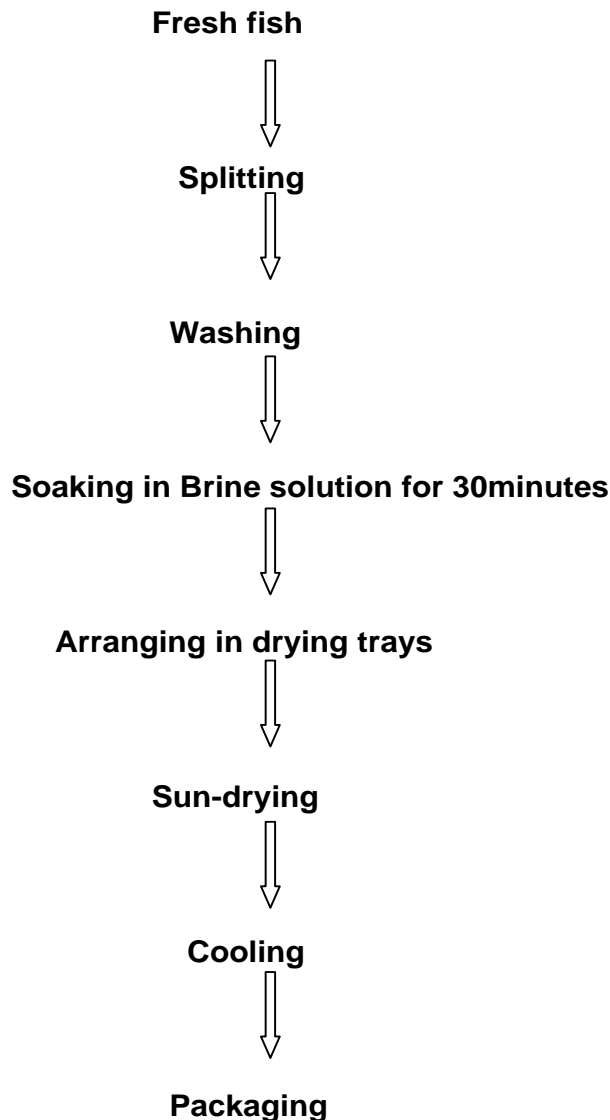 Fresh fish
Splitting
Washing
Soaking in Brine solution for 30minutes
Arranging in drying trays
Sun-drying
Cooling
Packaging